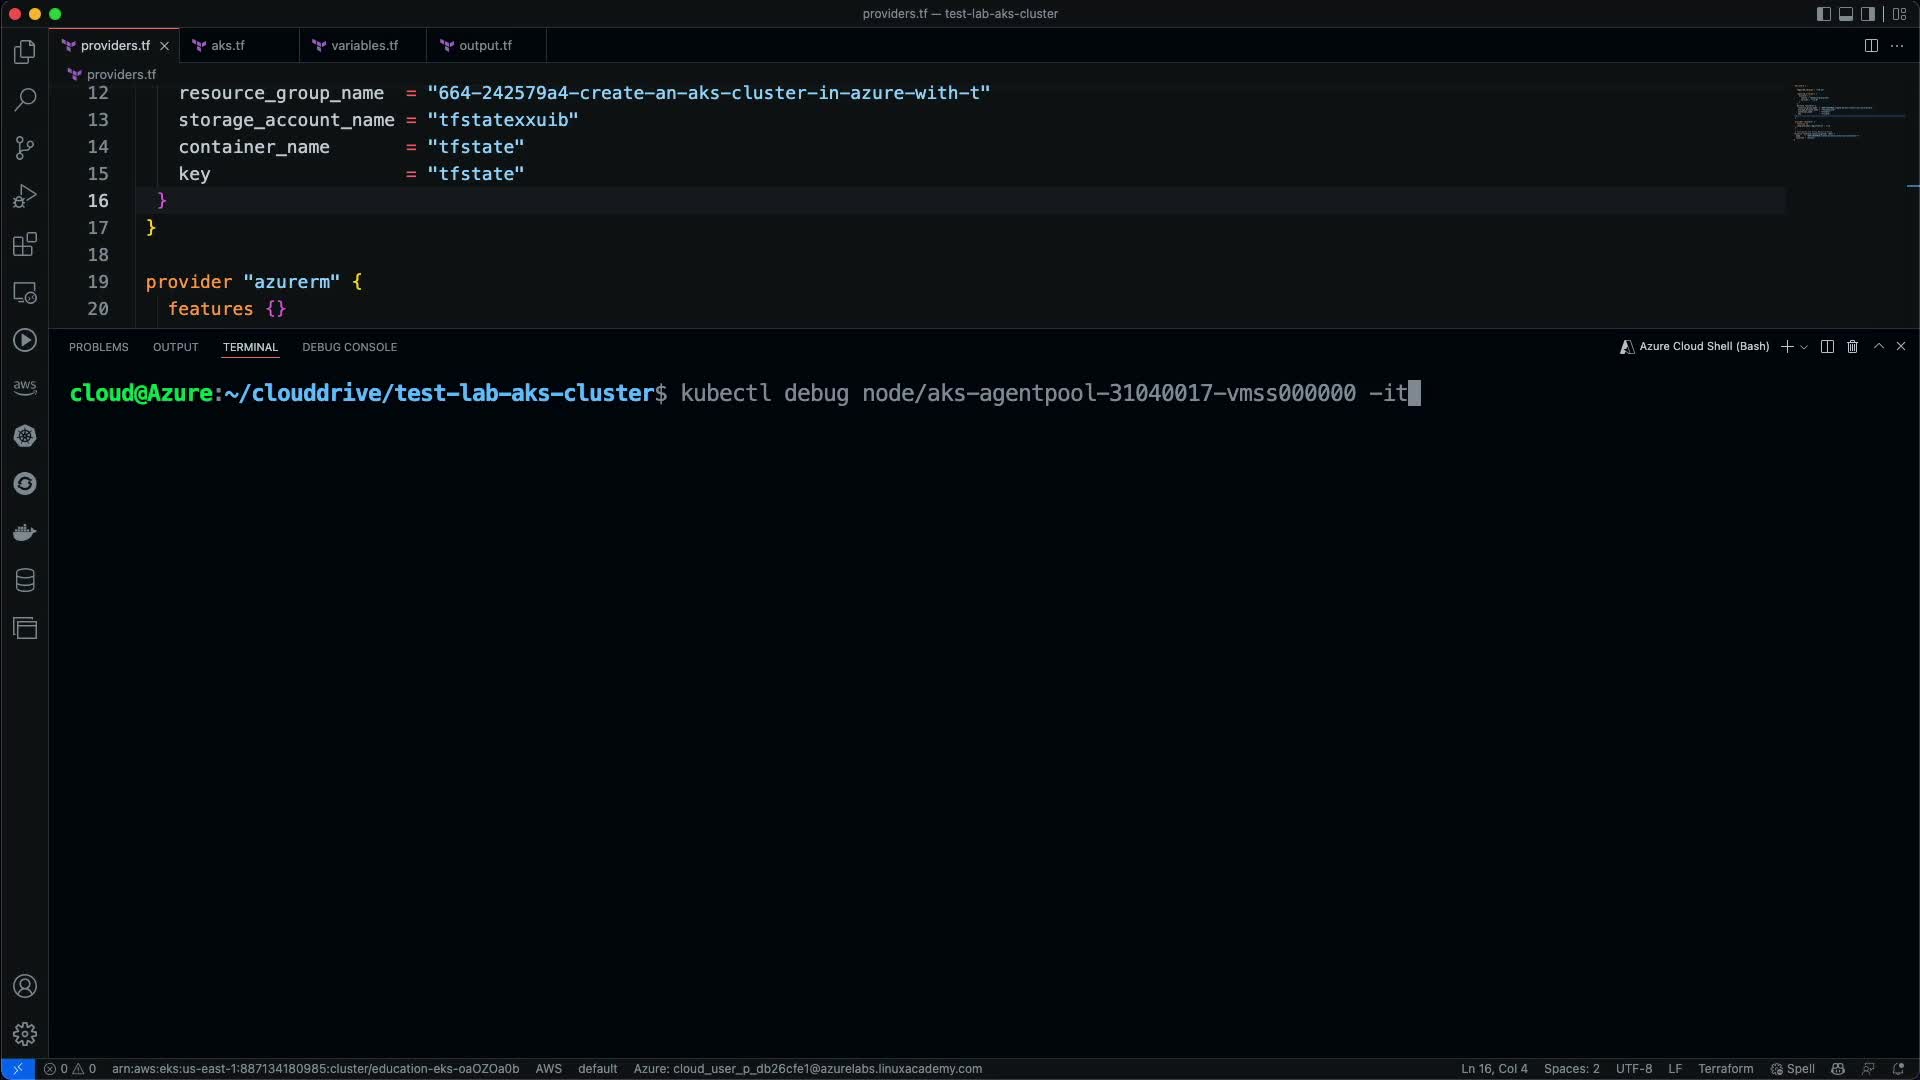 providers.tf — test-lab-aks-cluster
providers.tf
aks.tf
variables.tf
output.tf
providers.tf
12 resource_group_name = "664-242579a4-create-an-aks-cluster-in-azure-with-t"
13 storage_account_name = "tfstatexxuib"
14 container_name = "tfstate"
15 key = "tfstate"
16 }
17 }
18
19 provider "azurerm" {
20 features {}
PROBLEMS OUTPUT TERMINAL DEBUG CONSOLE
Azure Cloud Shell (Bash)
cloud@Azure:~/clouddrive/test-lab-aks-cluster$ kubectl debug node/aks-agentpool-31040017-vmss000000 -it
aws
0 0 arn:aws:eks:us-east-1:887134180985:cluster/education-eks-oaOZOa0b AWS default Azure: cloud_user_p_db26cfe1@azurelabs.linuxacademy.com
Ln 16, Col 4 Spaces: 2 UTF-8 LF Terraform Spell